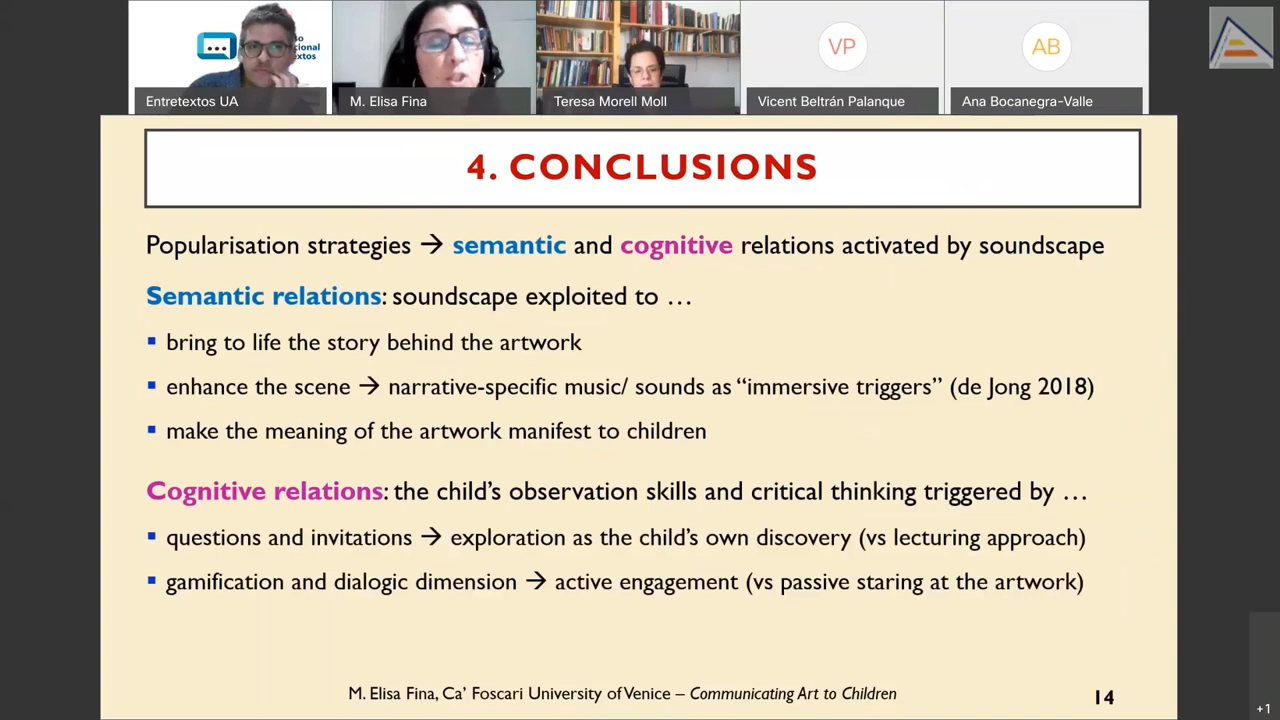 so
cional
extos
VP
AB
Entretextos UA
M. Elisa Fina
Teresa Morell Moll
Vicent Beltrán Palanque
Ana Bocanegra-Valle
4. CONCLUSIONS
Popularisation strategies → semantic and cognitive relations activated by soundscape
Semantic relations: soundscape exploited to …
▪ bring to life the story behind the artwork
▪ enhance the scene → narrative-specific music/ sounds as “immersive triggers” (de Jong 2018)
▪ make the meaning of the artwork manifest to children
Cognitive relations: the child’s observation skills and critical thinking triggered by …
▪ questions and invitations → exploration as the child’s own discovery (vs lecturing approach)
▪ gamification and dialogic dimension → active engagement (vs passive staring at the artwork)
M. Elisa Fina, Ca’ Foscari University of Venice – Communicating Art to Children
14
+1